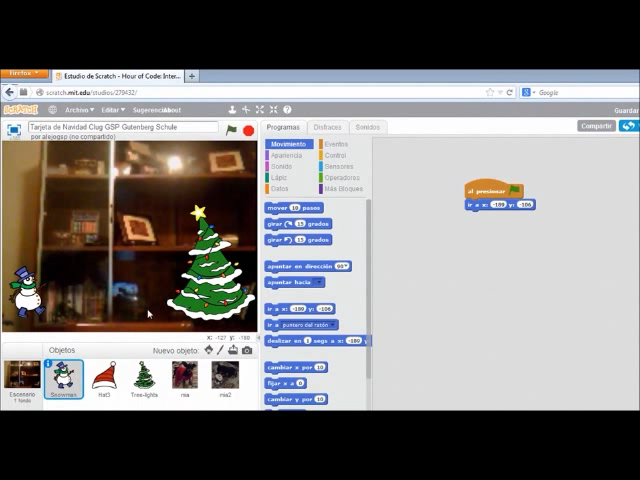 Firefox
Estudio de Scratch - Hour of Code: Inter...
scratch.mit.edu/studios/279432/
Google
SCRATCH
Archivo
Editar
Sugerencias
About
Guardar
Tarjeta de Navidad Clug GSP Gutenberg Schule
por alejogsp (no compartido)
Programas
Disfraces
Sonidos
Compartir
Movimiento
Eventos
Apariencia
Control
Sonido
Sensores
Lápiz
Operadores
Datos
Más Bloques
mover 10 pasos
girar 15 grados
girar 15 grados
apuntar en dirección 90
apuntar hacia
ir a x: -189 y: -106
ir a puntero del ratón
deslizar en 1 segs a x: -189 y
cambiar x por 10
fijar x a 0
cambiar y por 10
al presionar
ir a x: -189 y: -106
x: -127 y: -180
Objetos
Nuevo objeto:
Escenario
1 fondo
Snowman
Hat3
Tree-lights
mia
mia2